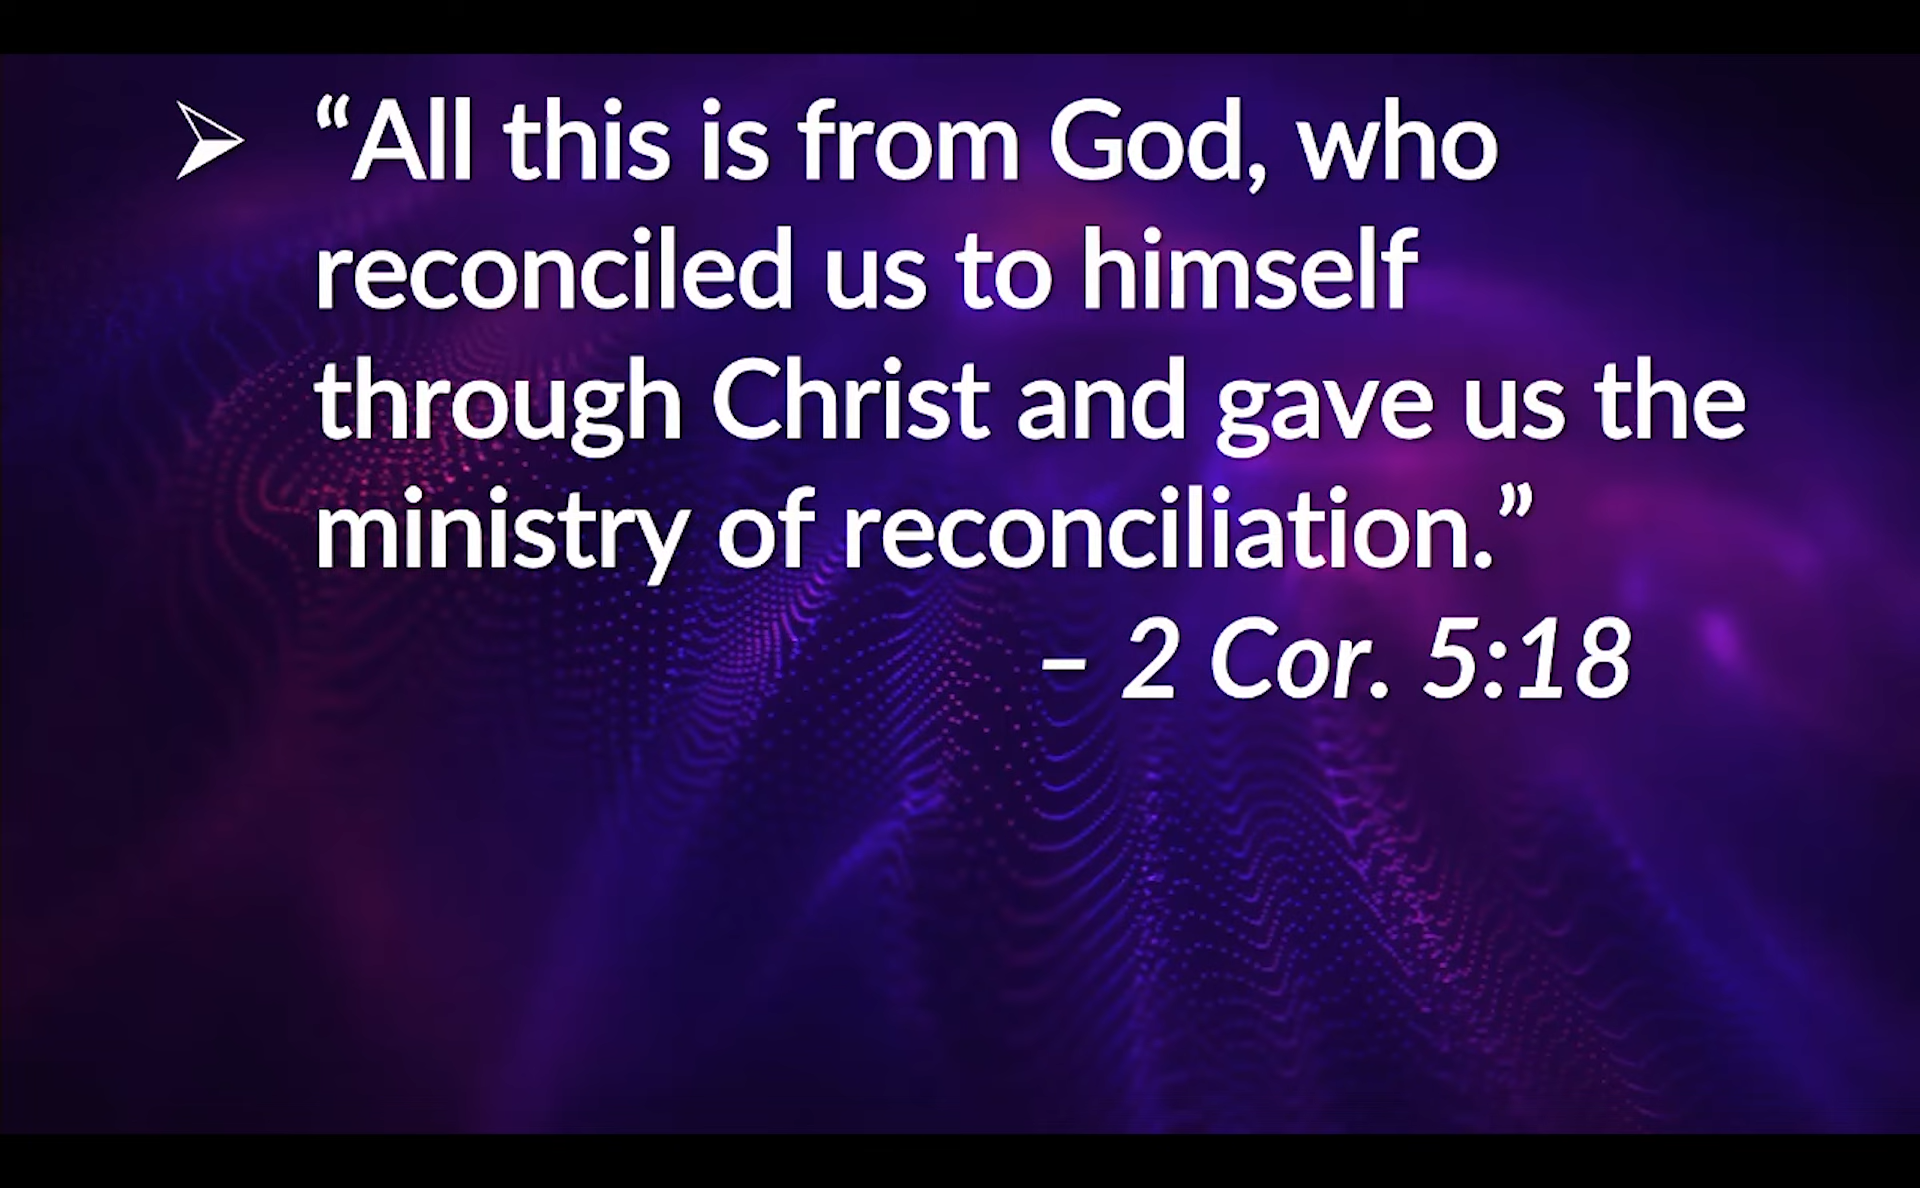 “All this is from God, who
reconciled us to himself
through Christ and gave us the
ministry of reconciliation.”
– 2 Cor. 5:18